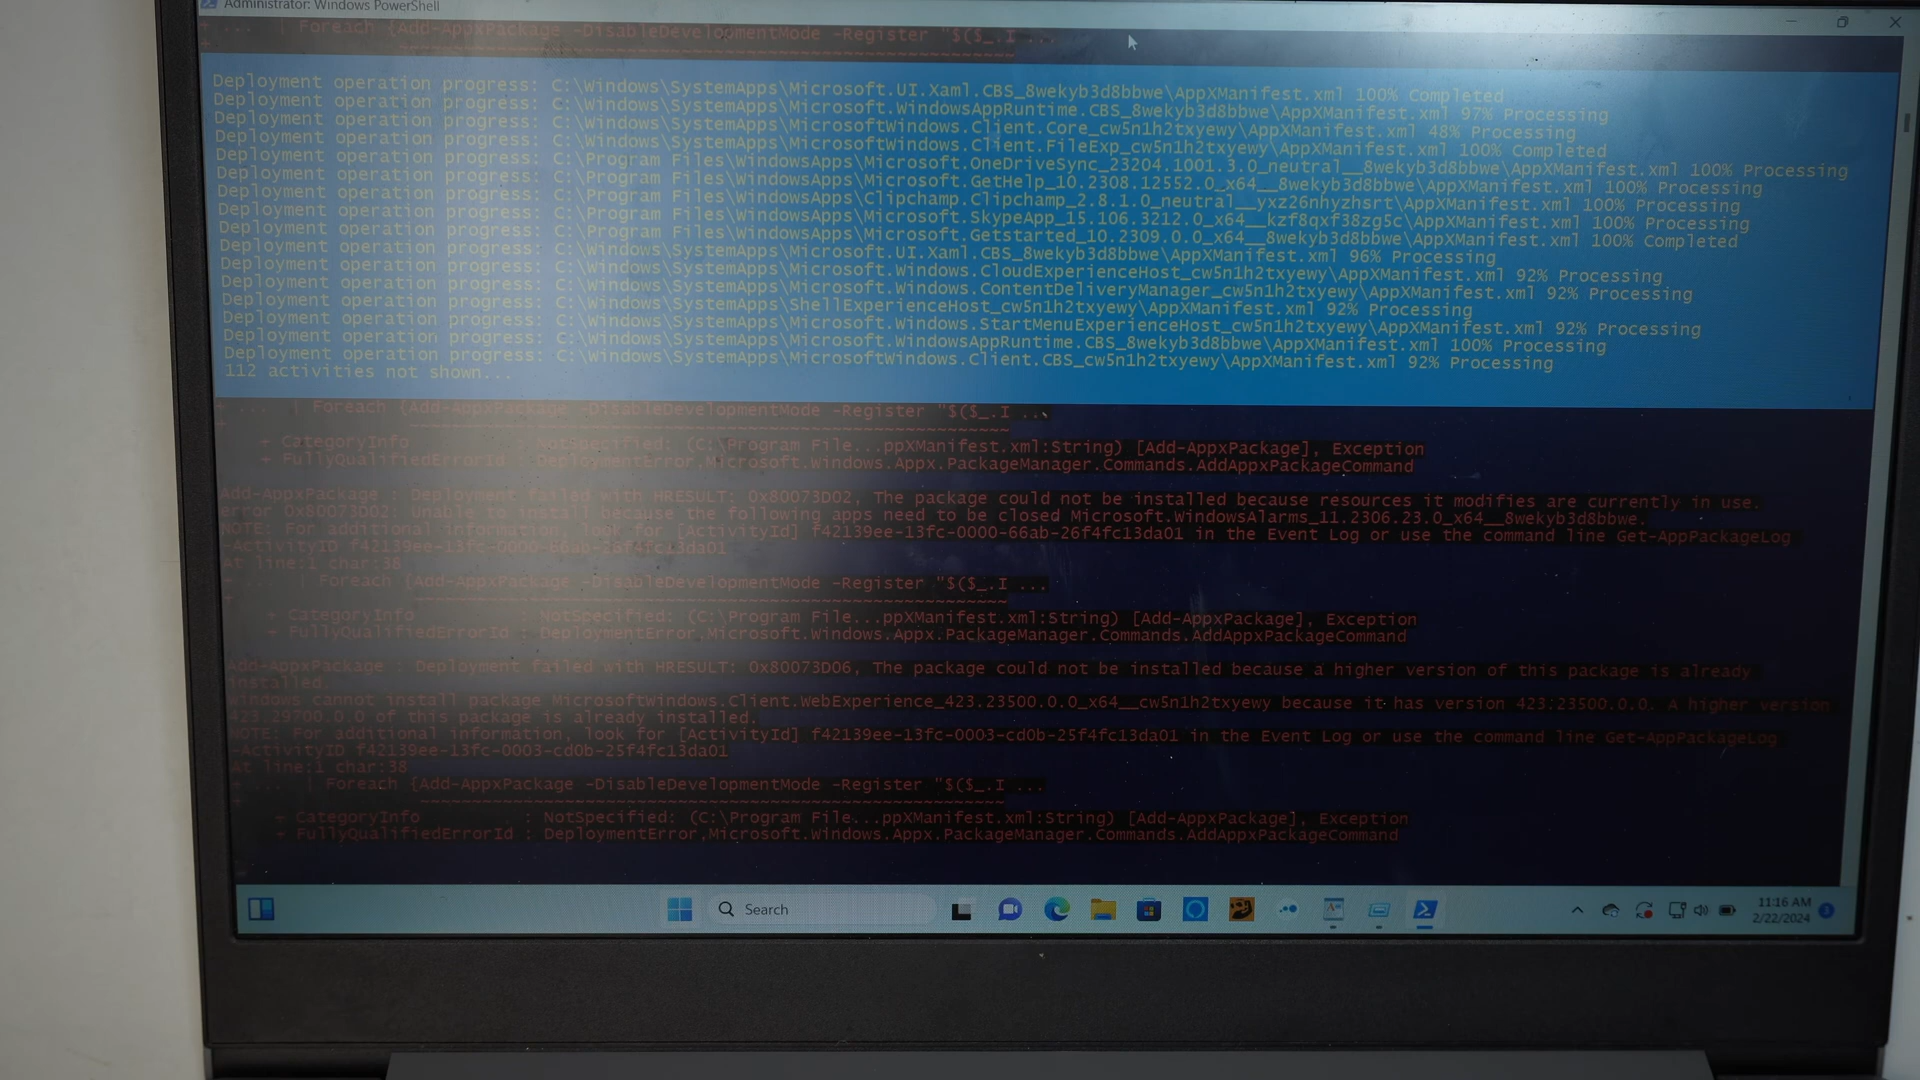 Administrator: Windows PowerShell
+ ... | Foreach {Add-AppxPackage -DisableDevelopmentMode -Register "$($_.I ...
+ ~~~~~~~~~~~~~~~~~~~~~~~~~~~~~~~~~~~~~~~~~~~~~~~~~~~~~~~~~
Deployment operation progress: C:\Windows\SystemApps\Microsoft.UI.Xaml.CBS_8wekyb3d8bbwe\AppXManifest.xml 100% Completed
Deployment operation progress: C:\Windows\SystemApps\Microsoft.WindowsAppRuntime.CBS_8wekyb3d8bbwe\AppXManifest.xml 97% Processing
Deployment operation progress: C:\Windows\SystemApps\MicrosoftWindows.Client.Core_cw5n1h2txyewy\AppXManifest.xml 48% Processing
Deployment operation progress: C:\Windows\SystemApps\MicrosoftWindows.Client.FileExp_cw5n1h2txyewy\AppXManifest.xml 100% Completed
Deployment operation progress: C:\Program Files\WindowsApps\Microsoft.OneDriveSync_23204.1001.3.0_neutral__8wekyb3d8bbwe\AppXManifest.xml 100% Processing
Deployment operation progress: C:\Program Files\WindowsApps\Microsoft.GetHelp_10.2308.12552.0_x64__8wekyb3d8bbwe\AppXManifest.xml 100% Processing
Deployment operation progress: C:\Program Files\WindowsApps\Clipchamp.Clipchamp_2.8.1.0_neutral__yxz26nhyzhsrt\AppXManifest.xml 100% Processing
Deployment operation progress: C:\Program Files\WindowsApps\Microsoft.SkypeApp_15.106.3212.0_x64__kzf8qxf38zg5c\AppXManifest.xml 100% Processing
Deployment operation progress: C:\Program Files\WindowsApps\Microsoft.Getstarted_10.2309.0.0_x64__8wekyb3d8bbwe\AppXManifest.xml 100% Completed
Deployment operation progress: C:\Windows\SystemApps\Microsoft.UI.Xaml.CBS_8wekyb3d8bbwe\AppXManifest.xml 96% Processing
Deployment operation progress: C:\Windows\SystemApps\Microsoft.Windows.CloudExperienceHost_cw5n1h2txyewy\AppXManifest.xml 92% Processing
Deployment operation progress: C:\Windows\SystemApps\Microsoft.Windows.ContentDeliveryManager_cw5n1h2txyewy\AppXManifest.xml 92% Processing
Deployment operation progress: C:\Windows\SystemApps\ShellExperienceHost_cw5n1h2txyewy\AppXManifest.xml 92% Processing
Deployment operation progress: C:\Windows\SystemApps\Microsoft.Windows.StartMenuExperienceHost_cw5n1h2txyewy\AppXManifest.xml 92% Processing
Deployment operation progress: C:\Windows\SystemApps\Microsoft.WindowsAppRuntime.CBS_8wekyb3d8bbwe\AppXManifest.xml 100% Processing
Deployment operation progress: C:\Windows\SystemApps\MicrosoftWindows.Client.CBS_cw5n1h2txyewy\AppXManifest.xml 92% Processing
112 activities not shown...
+ ... | Foreach {Add-AppxPackage -DisableDevelopmentMode -Register "$($_.I ...
+ ~~~~~~~~~~~~~~~~~~~~~~~~~~~~~~~~~~~~~~~~~~~~~~~~~~~~~~~~~
+ CategoryInfo : NotSpecified: (C:\Program File...ppXManifest.xml:String) [Add-AppxPackage], Exception
+ FullyQualifiedErrorId : DeploymentError,Microsoft.Windows.Appx.PackageManager.Commands.AddAppxPackageCommand
Add-AppxPackage : Deployment failed with HRESULT: 0x80073D02, The package could not be installed because resources it modifies are currently in use.
error 0x80073D02: Unable to install because the following apps need to be closed Microsoft.WindowsAlarms_11.2306.23.0_x64__8wekyb3d8bbwe.
NOTE: For additional information, look for [ActivityId] f42139ee-13fc-0000-66ab-26f4fc13da01 in the Event Log or use the command line Get-AppPackageLog
-ActivityID f42139ee-13fc-0000-66ab-26f4fc13da01
At line:1 char:38
+ ... | Foreach {Add-AppxPackage -DisableDevelopmentMode -Register "$($_.I ...
+ ~~~~~~~~~~~~~~~~~~~~~~~~~~~~~~~~~~~~~~~~~~~~~~~~~~~~~~~~~
+ CategoryInfo : NotSpecified: (C:\Program File...ppXManifest.xml:String) [Add-AppxPackage], Exception
+ FullyQualifiedErrorId : DeploymentError,Microsoft.Windows.Appx.PackageManager.Commands.AddAppxPackageCommand
Add-AppxPackage : Deployment failed with HRESULT: 0x80073D06, The package could not be installed because a higher version of this package is already
installed.
Windows cannot install package MicrosoftWindows.Client.WebExperience_423.23500.0.0_x64__cw5n1h2txyewy because it has version 423.23500.0.0. A higher version
423.29700.0.0 of this package is already installed.
NOTE: For additional information, look for [ActivityId] f42139ee-13fc-0003-cd0b-25f4fc13da01 in the Event Log or use the command line Get-AppPackageLog
-ActivityID f42139ee-13fc-0003-cd0b-25f4fc13da01
At line:1 char:38
+ ... | Foreach {Add-AppxPackage -DisableDevelopmentMode -Register "$($_.I ...
+ ~~~~~~~~~~~~~~~~~~~~~~~~~~~~~~~~~~~~~~~~~~~~~~~~~~~~~~~~~
+ CategoryInfo : NotSpecified: (C:\Program File...ppXManifest.xml:String) [Add-AppxPackage], Exception
+ FullyQualifiedErrorId : DeploymentError,Microsoft.Windows.Appx.PackageManager.Commands.AddAppxPackageCommand
Search
11:16 AM
2/22/2024